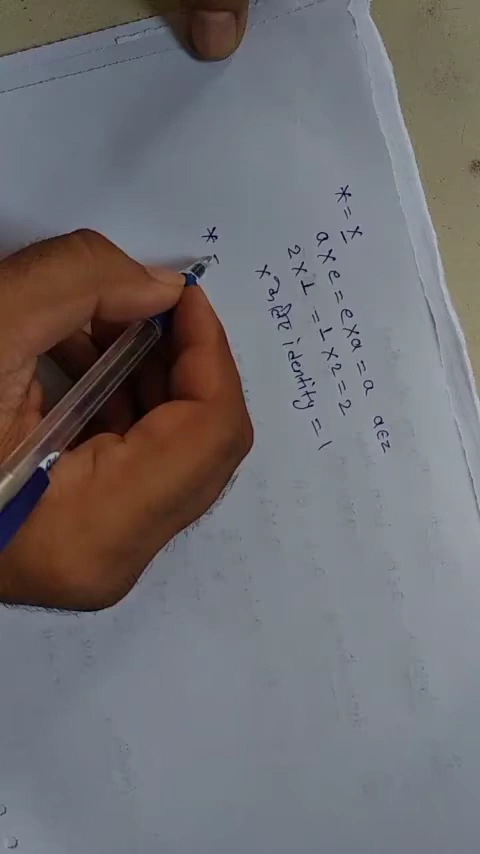 * = x
a x e = e x a = a a∈z
2 x 1 = 1 x 2 = 2
x identity = 1
* =